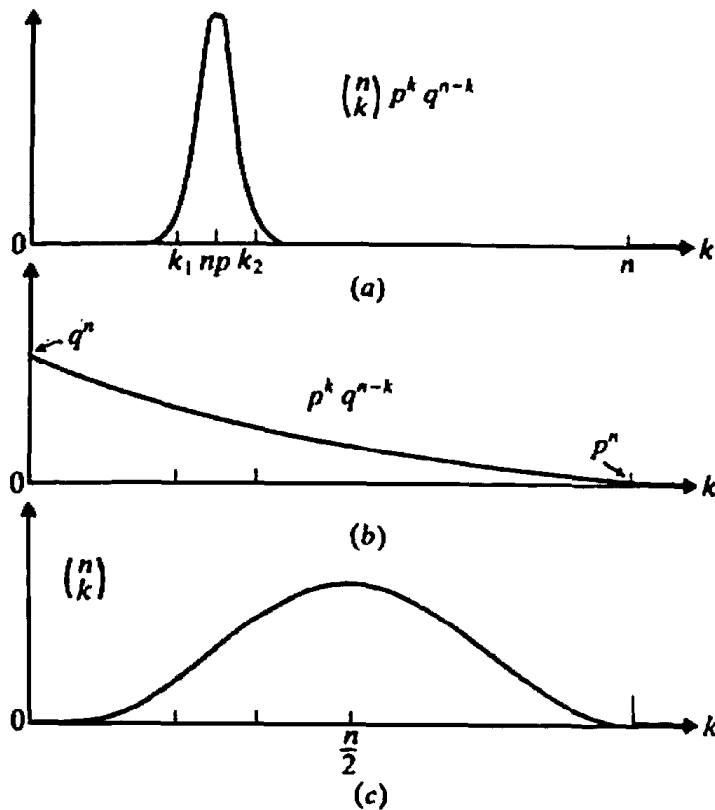 (n k) p^k q^{n-k}
0 k₁ np k₂ n k
(a)
q^n
p^k q^{n-k}
p^n
0 k
(b)
(n k)
0 n/2 k
(c)